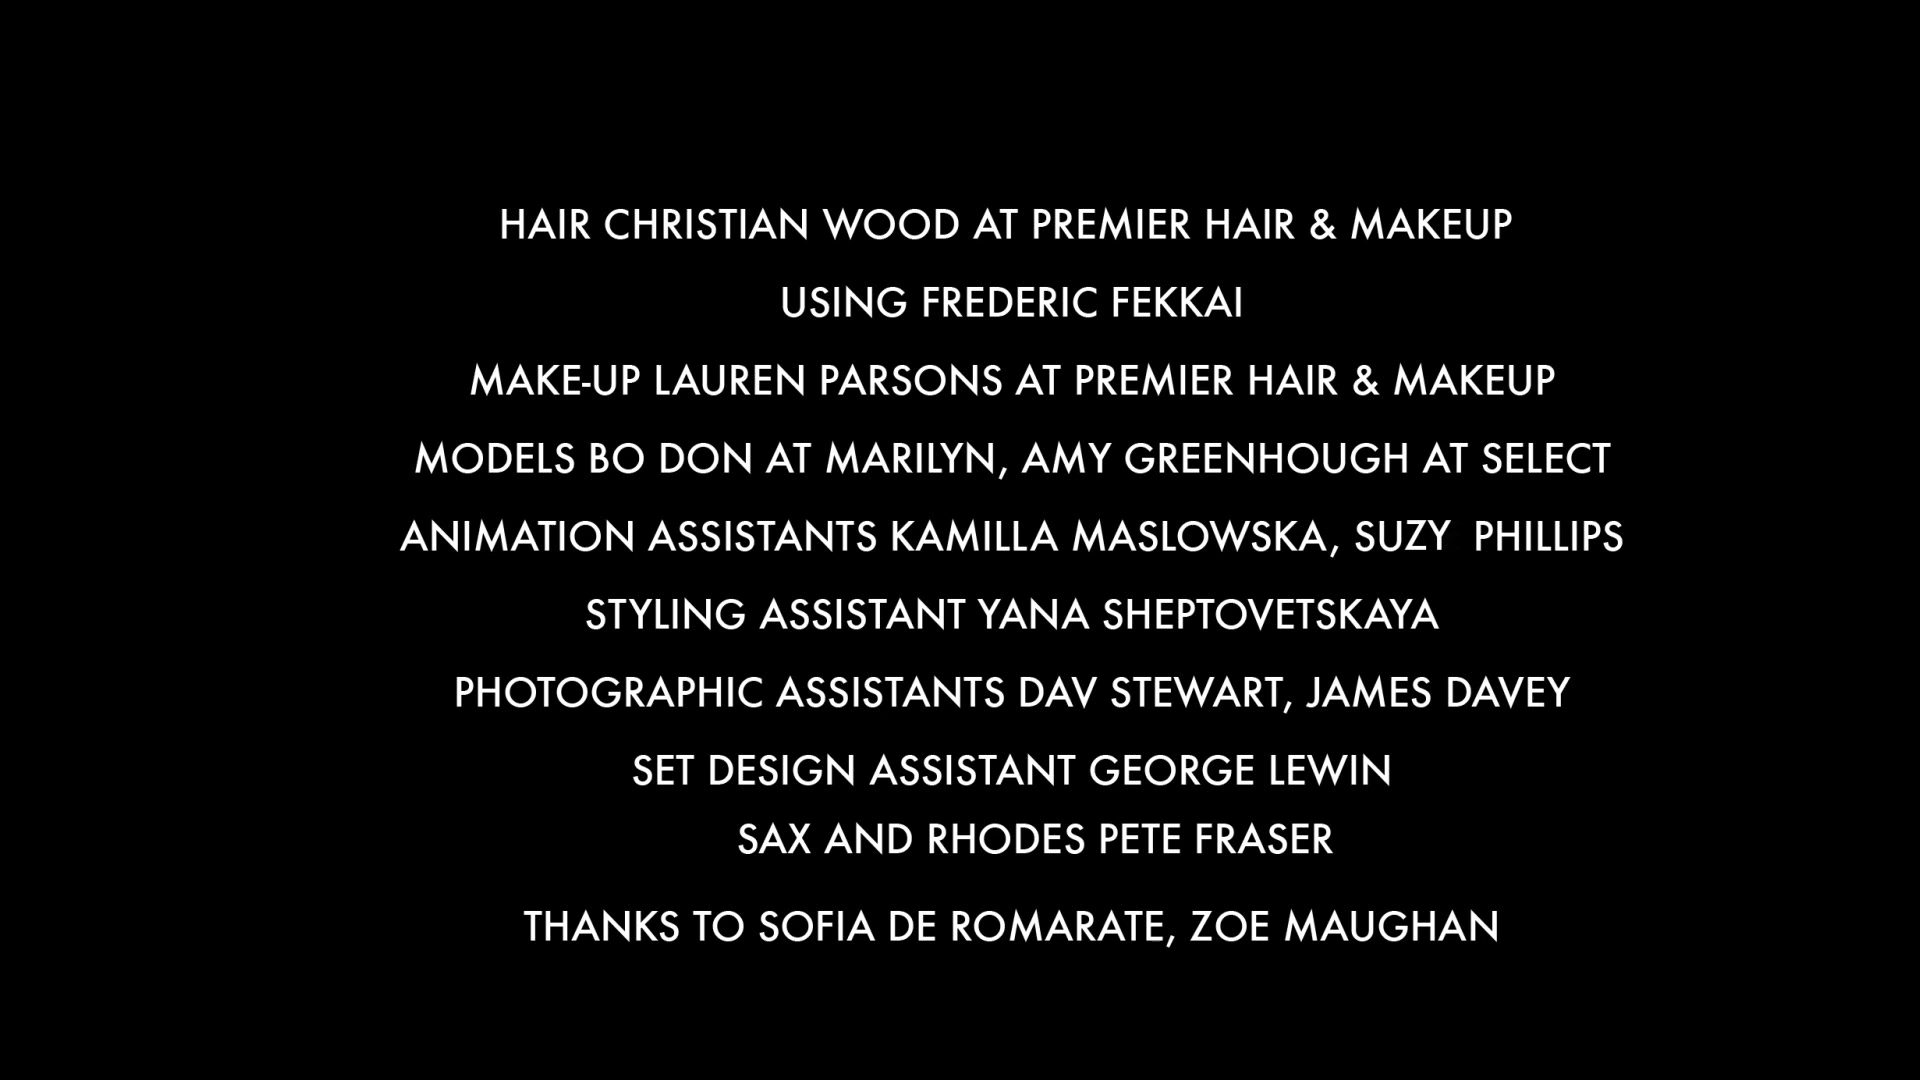 HAIR CHRISTIAN WOOD AT PREMIER HAIR & MAKEUP
USING FREDERIC FEKKAI
MAKE-UP LAUREN PARSONS AT PREMIER HAIR & MAKEUP
MODELS BO DON AT MARILYN, AMY GREENHOUGH AT SELECT
ANIMATION ASSISTANTS KAMILLA MASLOWSKA, SUZY PHILLIPS
STYLING ASSISTANT YANA SHEPTOVETSKAYA
PHOTOGRAPHIC ASSISTANTS DAV STEWART, JAMES DAVEY
SET DESIGN ASSISTANT GEORGE LEWIN
SAX AND RHODES PETE FRASER
THANKS TO SOFIA DE ROMARATE, ZOE MAUGHAN